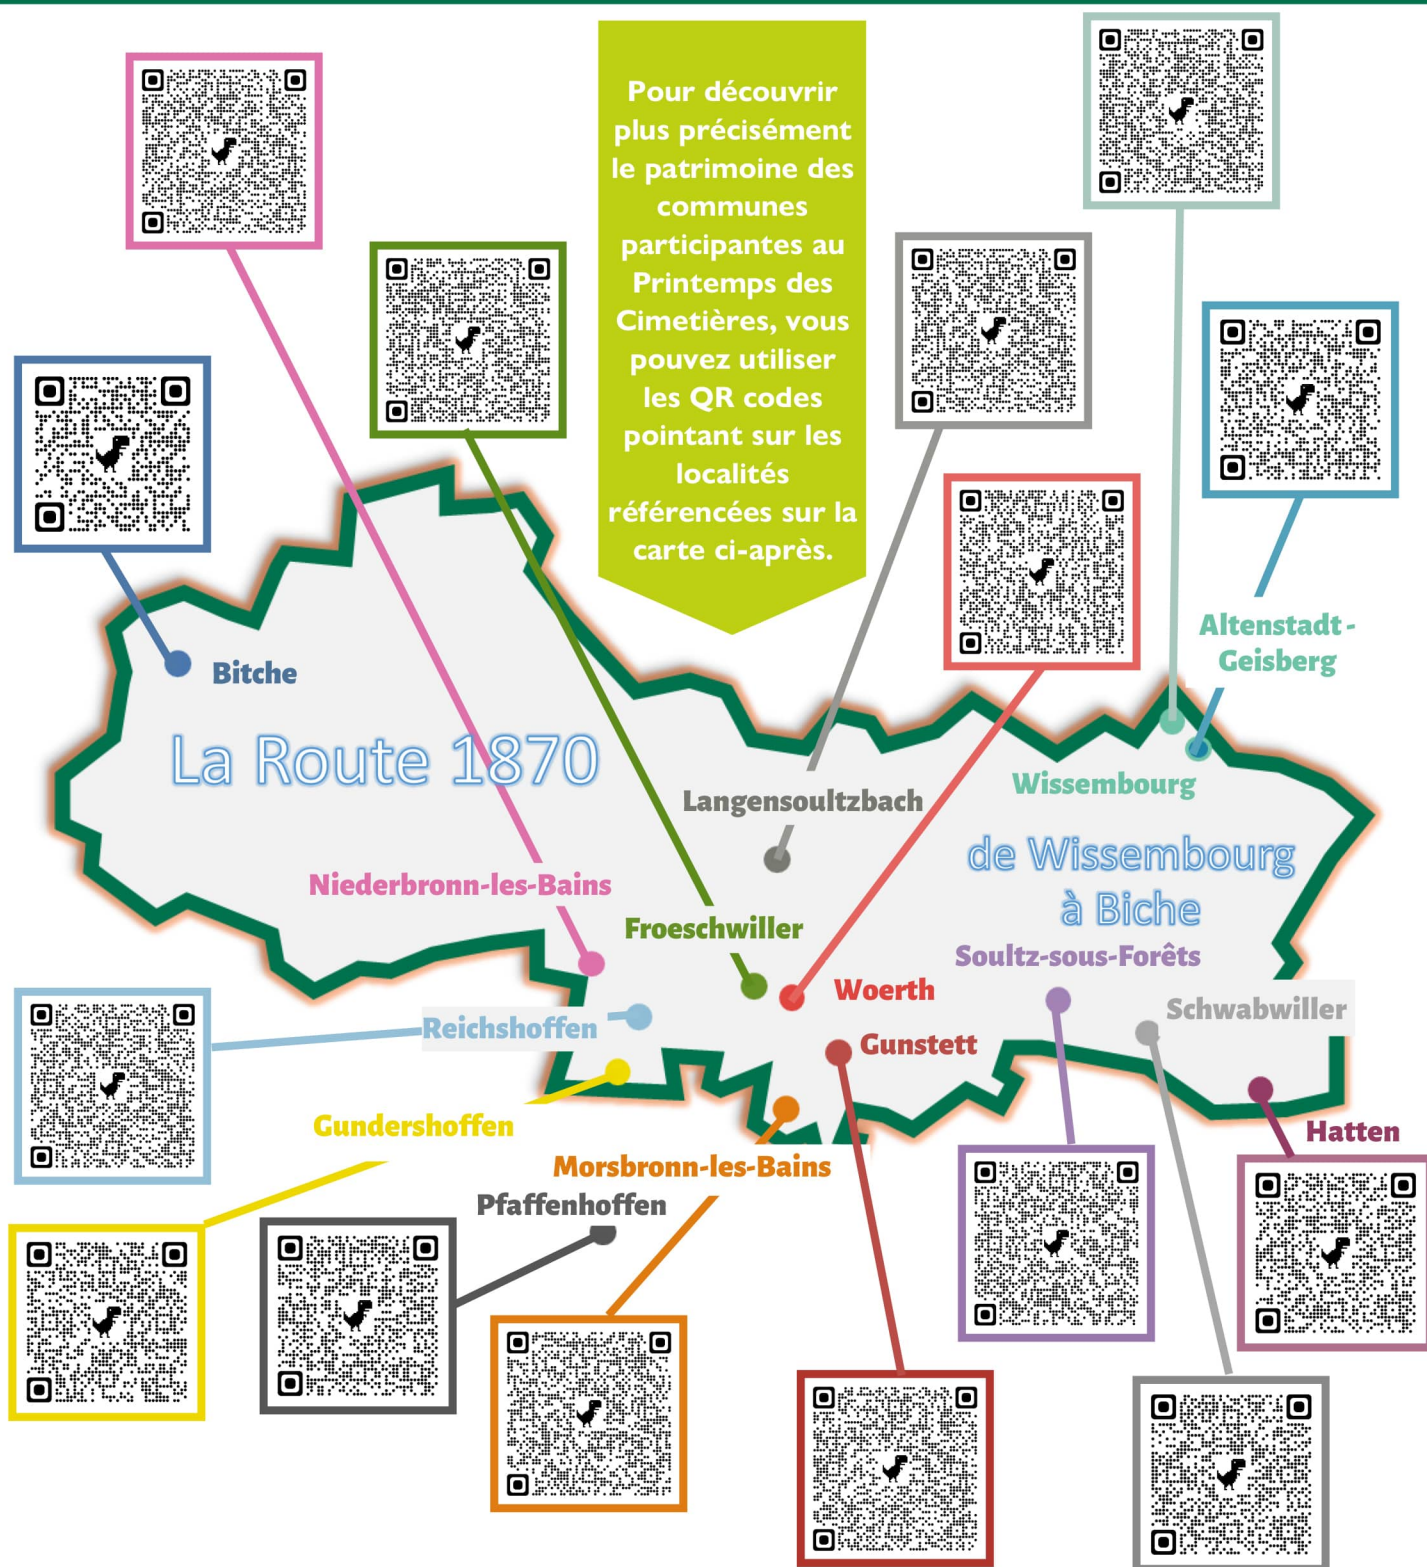 Pour découvrir
plus précisément
le patrimoine des
communes
participantes au
Printemps des
Cimetières, vous
pouvez utiliser
les QR codes
pointant sur les
localités
référencées sur la
carte ci-après.
Altenstadt -
Geisberg
Bitche
La Route 1870
Langensoultzbach
Wissembourg
de Wissembourg
à Biche
Niederbronn-les-Bains
Froeschwiller
Soultz-sous-Forêts
Woerth
Schwabwiller
Reichshoffen
Gunstett
Gundershoffen
Hatten
Morsbronn-les-Bains
Pfaffenhoffen